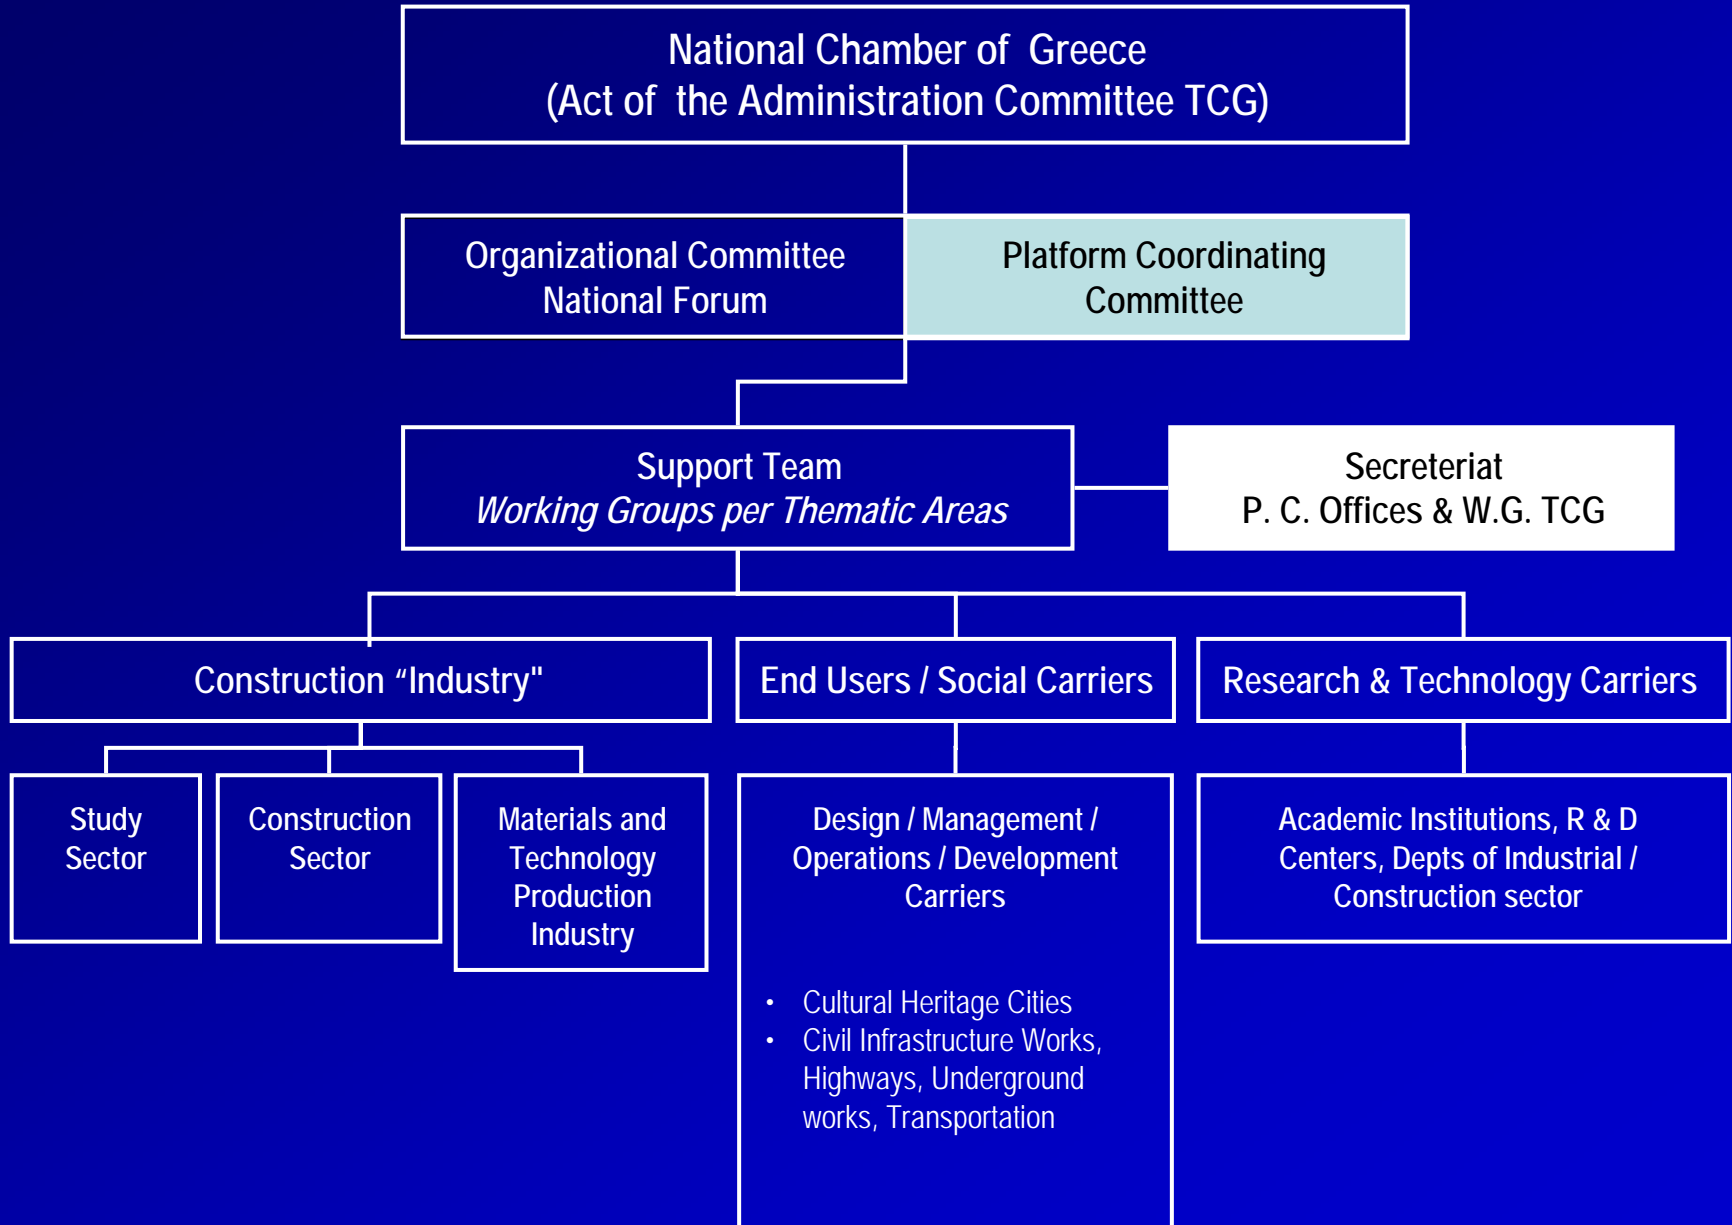 National Chamber of Greece
(Act of the Administration Committee TCG)
Organizational Committee
National Forum
Platform Coordinating
Committee
Support Team
Working Groups per Thematic Areas
Secreteriat
P. C. Offices & W.G. TCG
Construction “Industry"
End Users / Social Carriers
Research & Technology Carriers
Study
Sector
Construction
Sector
Materials and
Technology
Production
Industry
Design / Management /
Operations / Development
Carriers
• Cultural Heritage Cities
• Civil Infrastructure Works,
Highways, Underground
works, Transportation
Academic Institutions, R & D
Centers, Depts of Industrial /
Construction sector